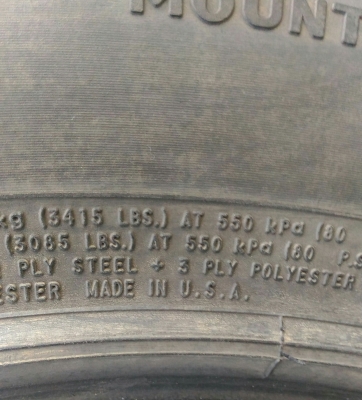 MOUNT
kg (3415 LBS.) AT 550 kPa (80
(3085 LBS.) AT 550 kPa (80 P.S
PLY STEEL + 3 PLY POLYESTER
ESTER MADE IN U.S.A.